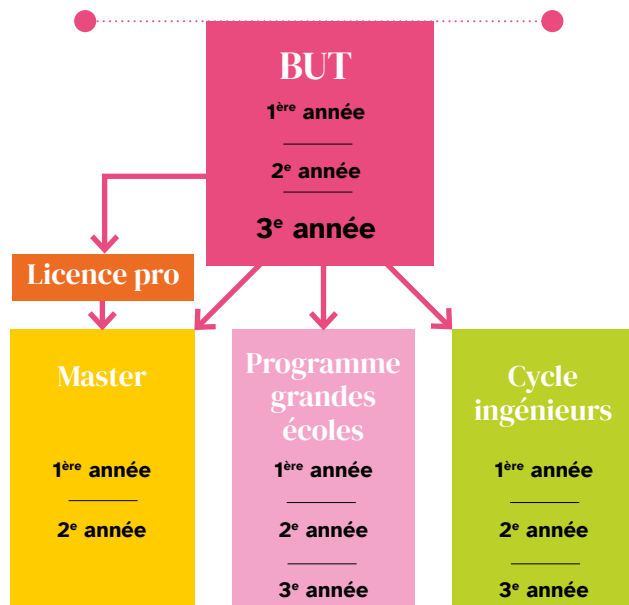 BUT
1ère année
2e année
3e année
Licence pro
Master
1ère année
2e année
Programme
grandes
écoles
1ère année
2e année
3e année
Cycle
ingénieurs
1ère année
2e année
3e année